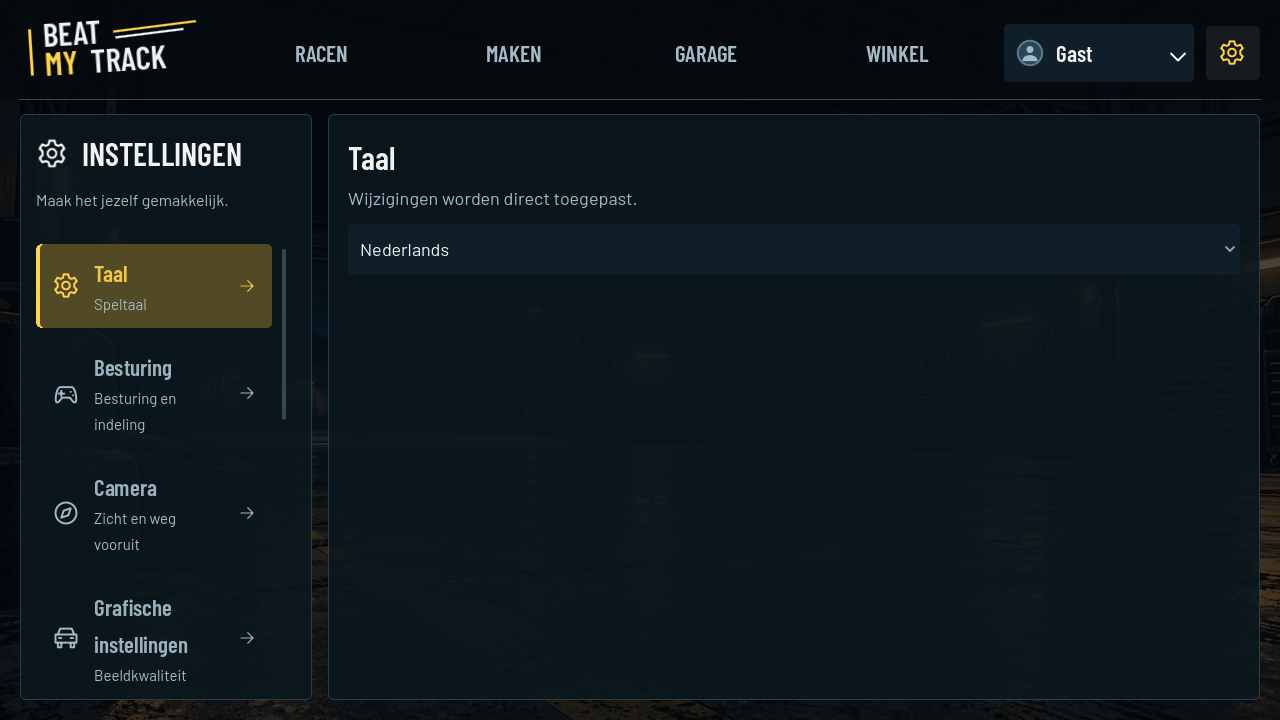 BEAT
MY TRACK
RACEN
MAKEN
GARAGE
WINKEL
Gast
INSTELLINGEN
Maak het jezelf gemakkelijk.
Taal
Speltaal
Besturing
Besturing en
indeling
Camera
Zicht en weg
vooruit
Grafische
instellingen
Beeldkwaliteit
Taal
Wijzigingen worden direct toegepast.
Nederlands